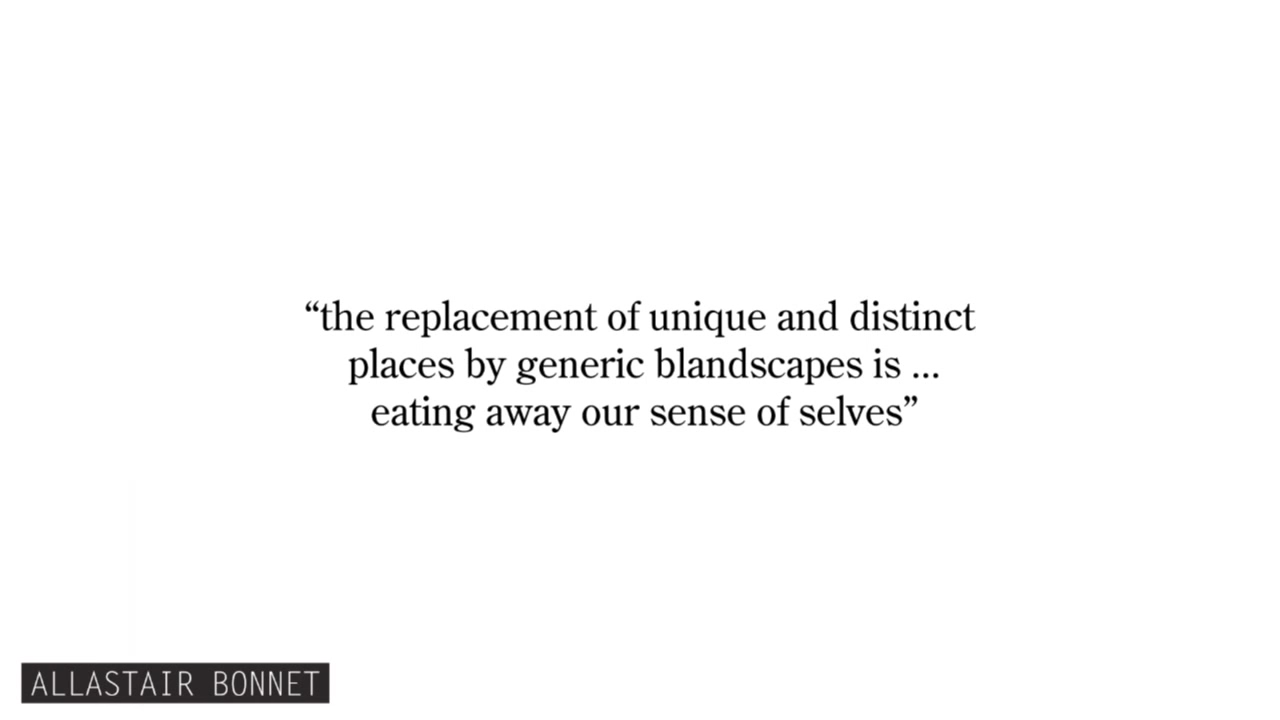 “the replacement of unique and distinct
places by generic blandscapes is ...
eating away our sense of selves”
ALLASTAIR BONNET